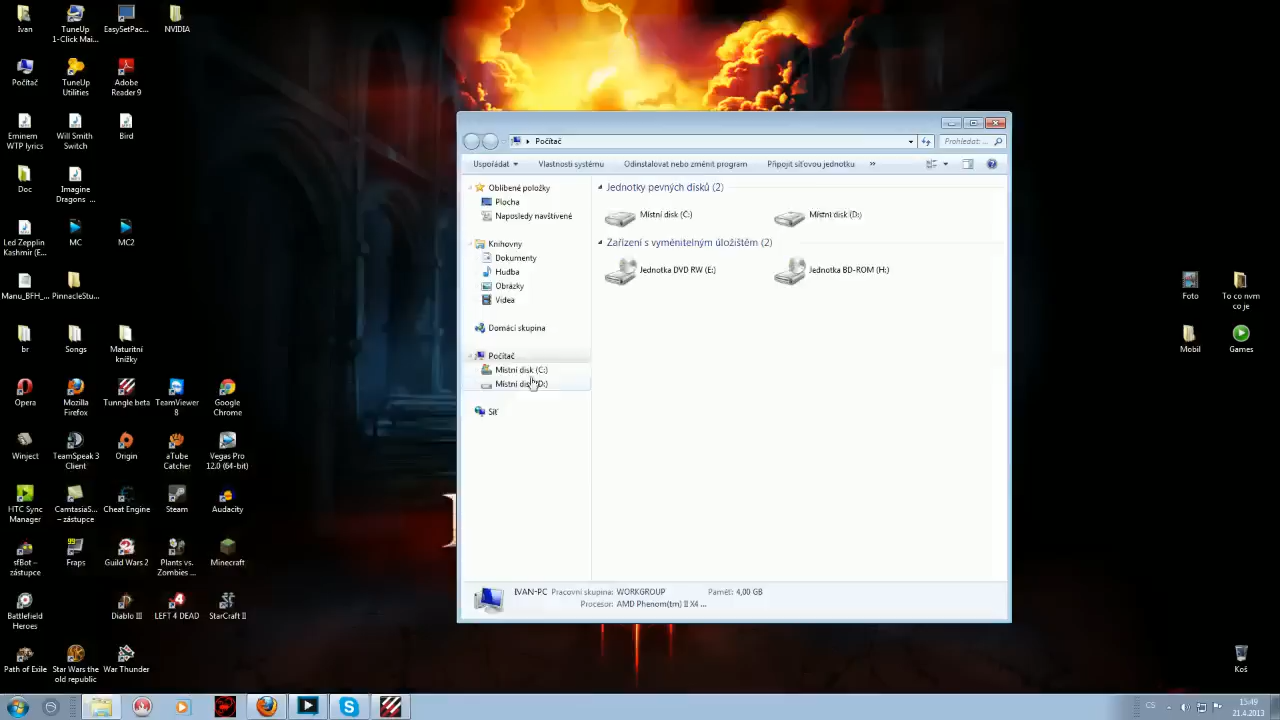 Ivan
TuneUp
1-Click Mai...
EasySetPac...
NVIDIA
Počítač
TuneUp
Utilities
Adobe
Reader 9
Eminem
WTP lyrics
Will Smith
Switch
Bird
Doc
Imagine
Dragons ...
Led Zepplin
Kashmir (E...
MC
MC2
Manu_BFH_...
PinnacleStu...
br
Songs
Maturitní
knížky
Opera
Mozilla
Firefox
Tunngle beta
TeamViewer
8
Google
Chrome
Winject
TeamSpeak 3
Client
Origin
aTube
Catcher
Vegas Pro
12.0 (64-bit)
HTC Sync
Manager
CamtasiaS...
– zástupce
Cheat Engine
Steam
Audacity
sfBot –
zástupce
Fraps
Guild Wars 2
Plants vs.
Zombies ...
Minecraft
Battlefield
Heroes
Diablo III
LEFT 4 DEAD
StarCraft II
Path of Exile
Star Wars the
old republic
War Thunder
Počítač
Prohledat: ...
Uspořádat
Vlastnosti systému
Odinstalovat nebo změnit program
Připojit síťovou jednotku
»
Oblíbené položky
Plocha
Naposledy navštívené
Knihovny
Dokumenty
Hudba
Obrázky
Videa
Domácí skupina
Počítač
Místní disk (C:)
Místní disk (D:)
Síť
Jednotky pevných disků (2)
Místní disk (C:)
Místní disk (D:)
Zařízení s vyměnitelným úložištěm (2)
Jednotka DVD RW (E:)
Jednotka BD-ROM (H:)
IVAN-PC Pracovní skupina: WORKGROUP Paměť: 4,00 GB
Procesor: AMD Phenom(tm) II X4 ...
Foto
To co nvm
co je
Mobil
Games
Koš
CS
15:49
21.4.2013